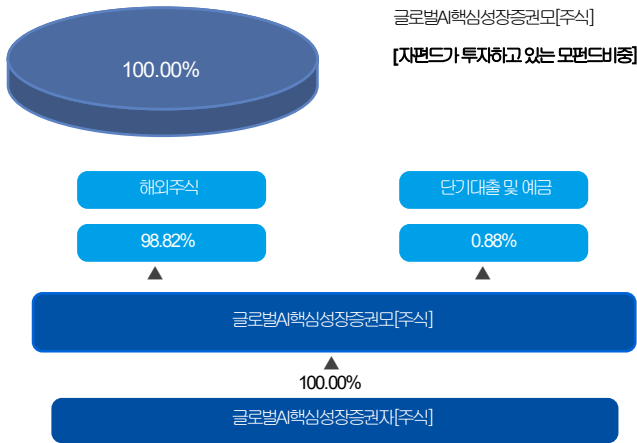 글로벌AI핵심성장증권모[주식]
[자펀드가 투자하고 있는 모펀드비중]
100.00%
해외주식
단기대출 및 예금
98.82%
0.88%
▲
▲
글로벌AI핵심성장증권모[주식]
▲
100.00%
글로벌AI핵심성장증권자[주식]